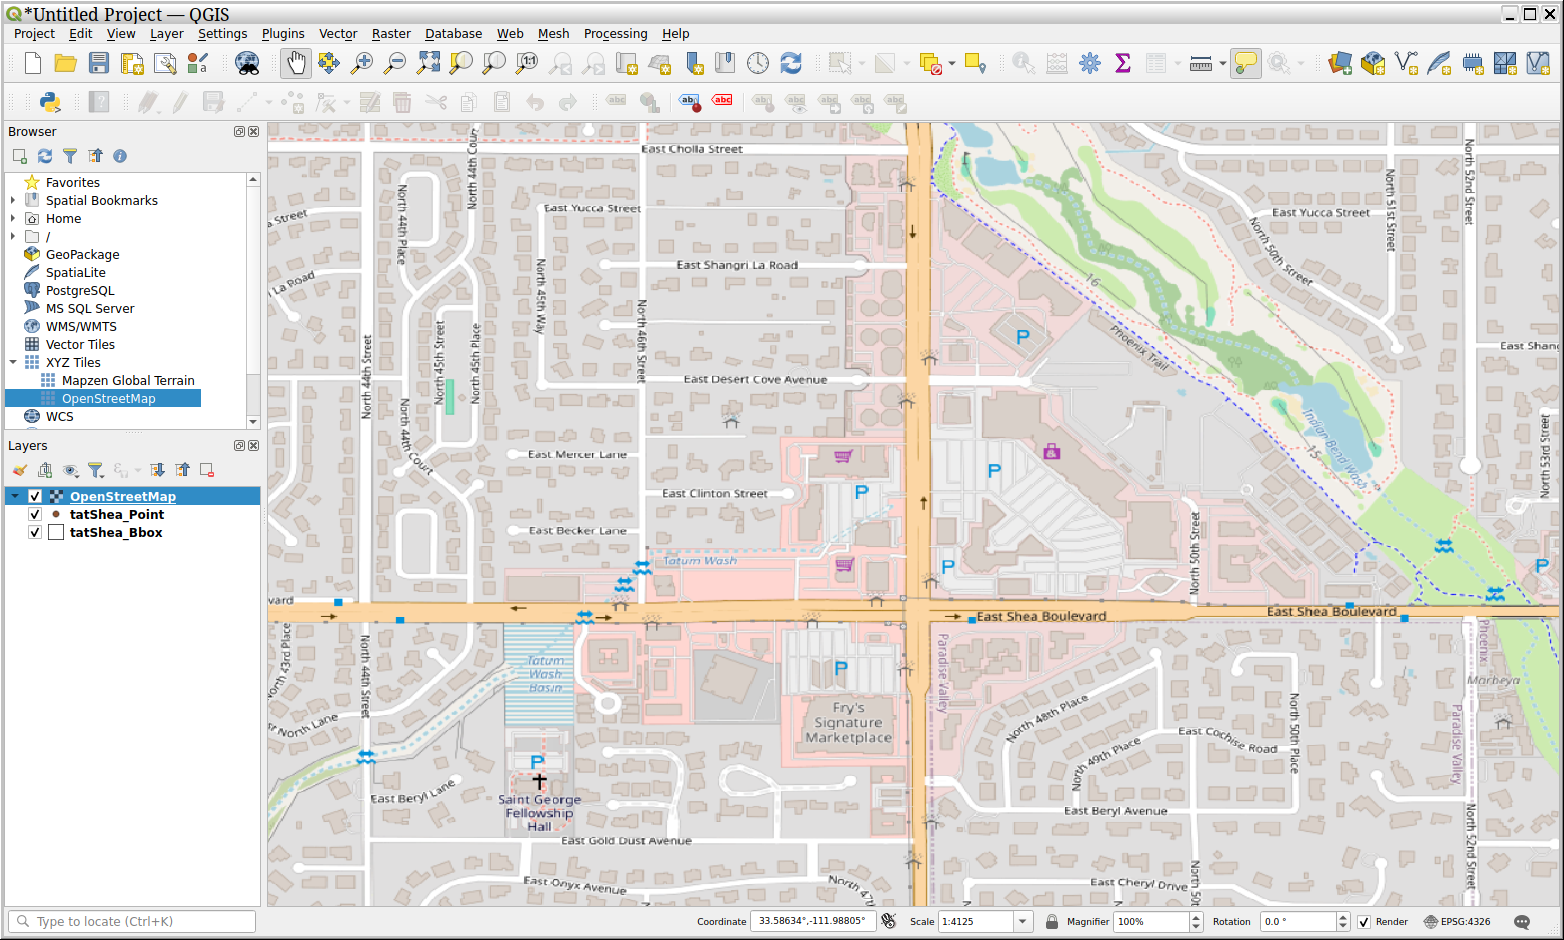 *Untitled Project — QGIS
Project Edit View Layer Settings Plugins Vector Raster Database Web Mesh Processing Help
Browser
Favorites
Spatial Bookmarks
Home
/
GeoPackage
SpatiaLite
PostgreSQL
MS SQL Server
WMS/WMTS
Vector Tiles
XYZ Tiles
Mapzen Global Terrain
OpenStreetMap
WCS
Layers
OpenStreetMap
tatShea_Point
tatShea_Bbox
Type to locate (Ctrl+K)
East Cholla Street
North 44th Court
North 44th Place
a Street
East Yucca Street
East Yucca Street
North 51st Street
North 52nd Street
North 50th Street
East Shangri La Road
i La Road
North 45th Way
North 46th Street
16
P
Phoenix Trail
East Shan
North 44th Street
North 45th Street
North 45th Place
East Desert Cove Avenue
North 44th Court
Indian Bend Wash
15
North 53rd Street
East Mercer Lane
P
East Clinton Street
P
East Becker Lane
North 50th Street
Tatum Wash
P
P
vard
East Shea Boulevard
East Shea Boulevard
North 43rd Place
North 44th Street
Tatum
Wash
Basin
P
Paradise Valley
Phoenix
Marbeya
Fry's
Signature
Marketplace
North 48th Place
North 49th Place
East Cochise Road
North 50th Place
Paradise Valley
P
East Beryl Lane
Saint George
Fellowship
Hall
East Beryl Avenue
North 52nd Street
East Gold Dust Avenue
East Onyx Avenue
North 47th
East Cheryl Drive
Coordinate 33.58634°,-111.98805° Scale 1:4125 Magnifier 100% Rotation 0.0 ° Render EPSG:4326